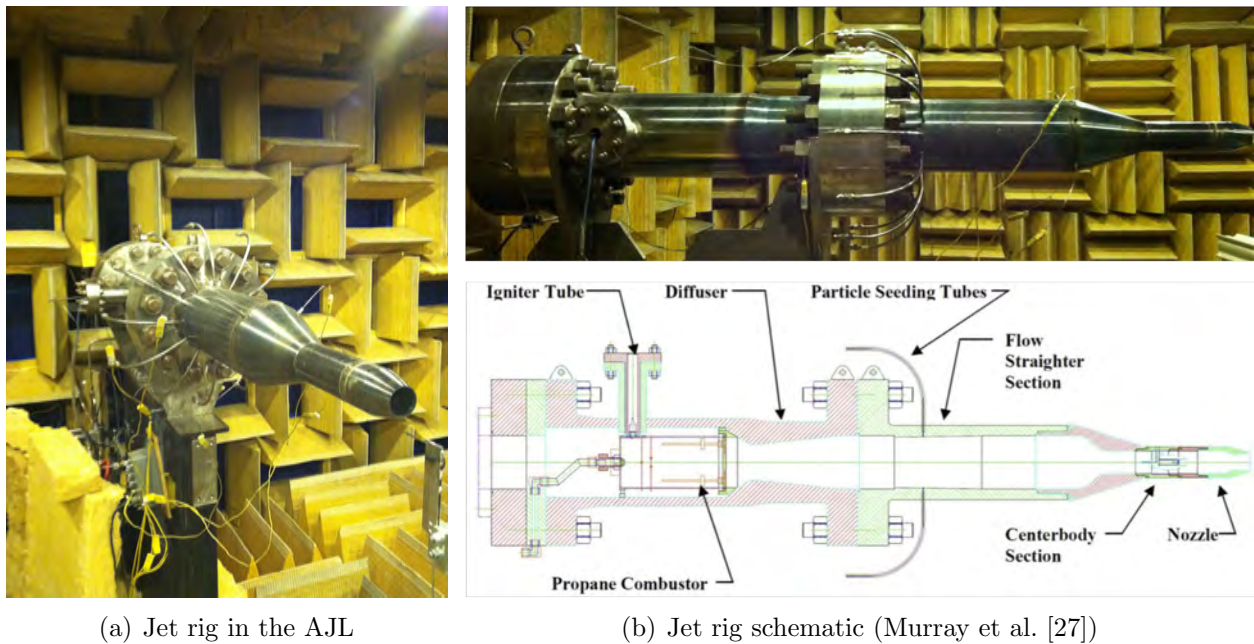 Igniter Tube
Diffuser
Particle Seeding Tubes
Flow
Straighter
Section
Propane Combustor
Centerbody
Section
Nozzle
(a) Jet rig in the AJL
(b) Jet rig schematic (Murray et al. [27])